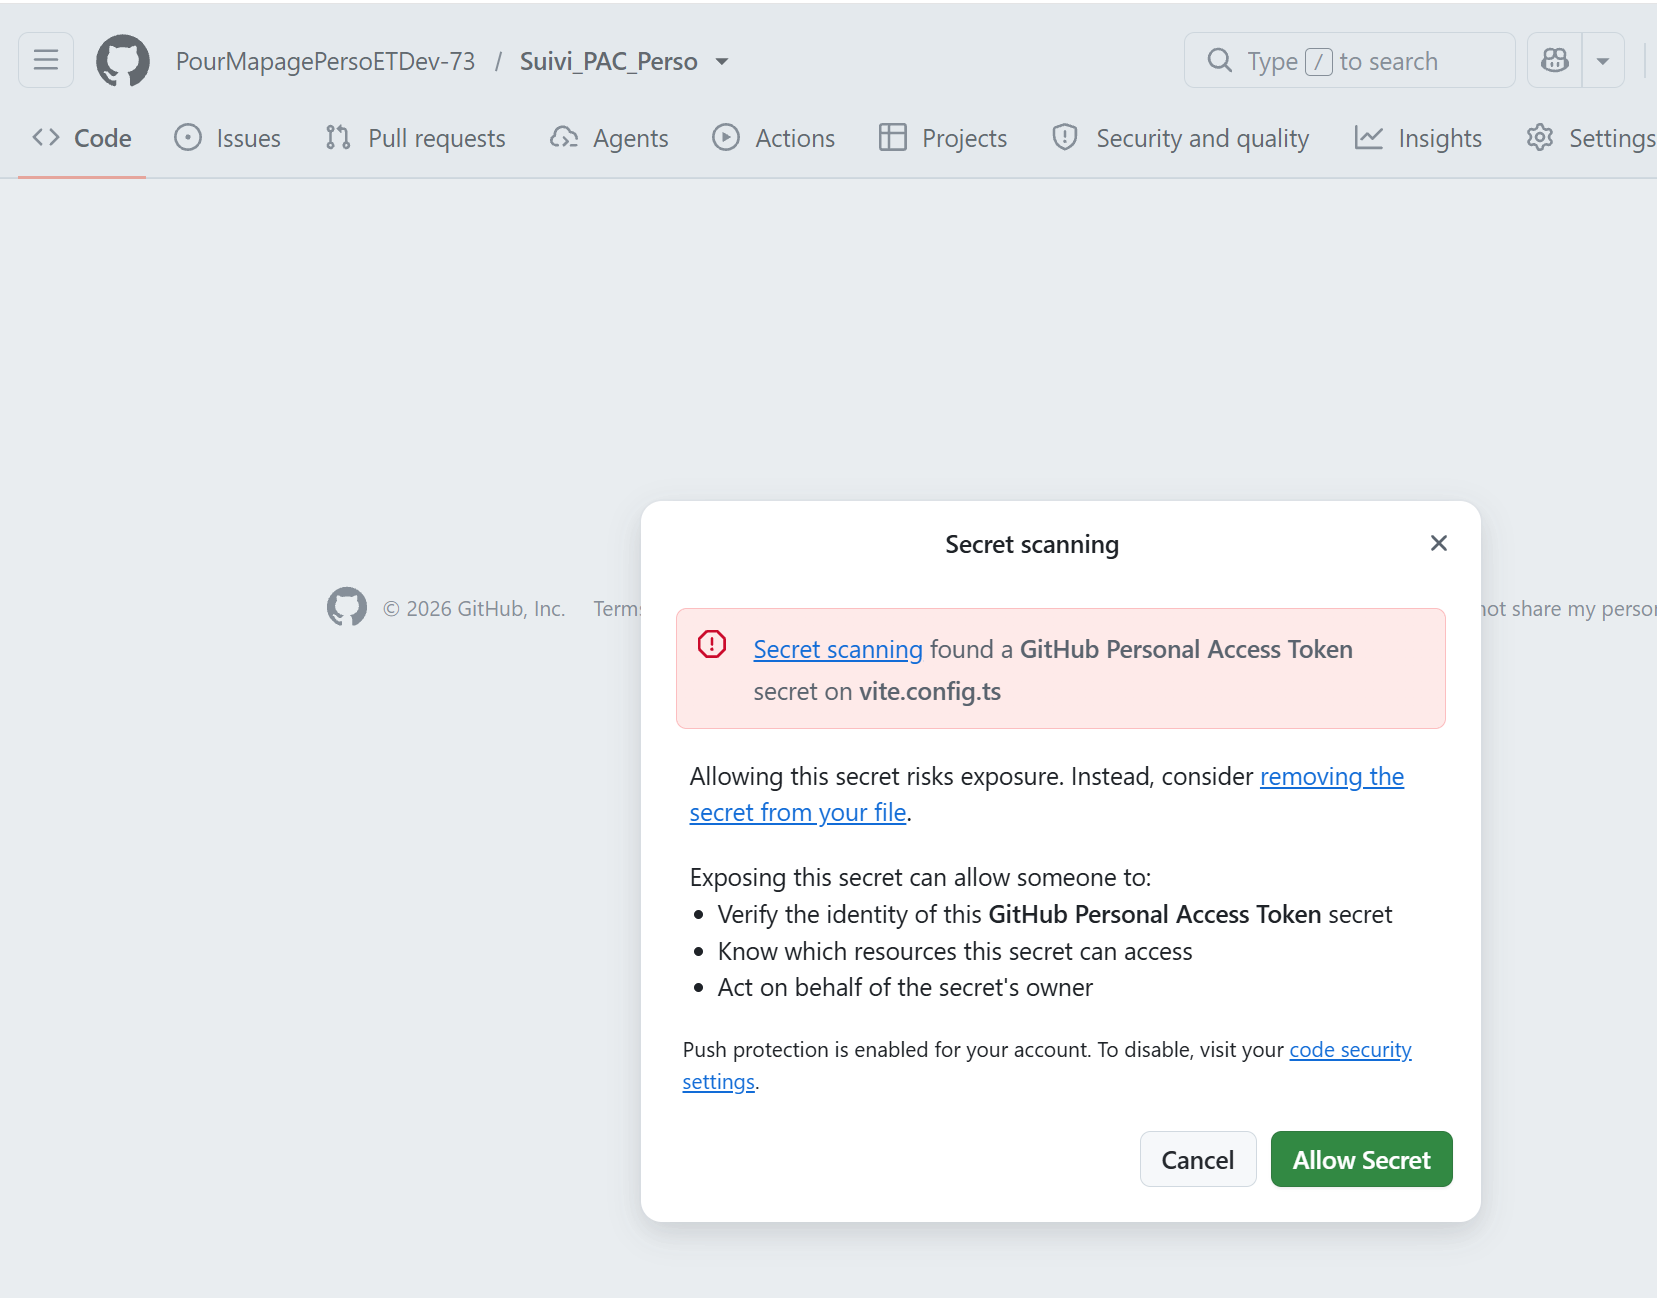 PourMapagePersoETDev-73 / Suivi_PAC_Perso
Type / to search
Code
Issues
Pull requests
Agents
Actions
Projects
Security and quality
Insights
Settings
Secret scanning
Secret scanning found a GitHub Personal Access Token
secret on vite.config.ts
Allowing this secret risks exposure. Instead, consider removing the
secret from your file.
Exposing this secret can allow someone to:
• Verify the identity of this GitHub Personal Access Token secret
• Know which resources this secret can access
• Act on behalf of the secret's owner
Push protection is enabled for your account. To disable, visit your code security
settings.
Cancel
Allow Secret
© 2026 GitHub, Inc.
Term
not share my person